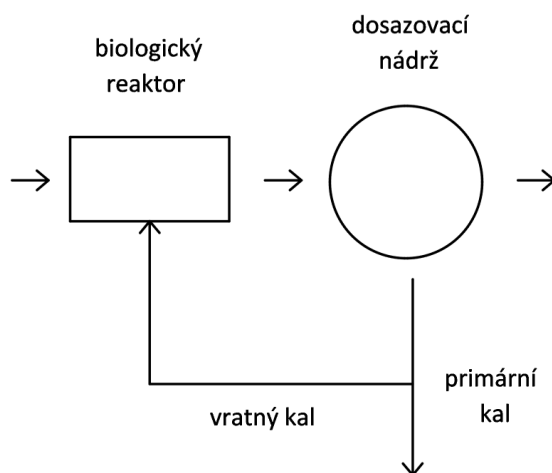 biologický
reaktor
dosazovací
nádrž
vratný kal
primární
kal